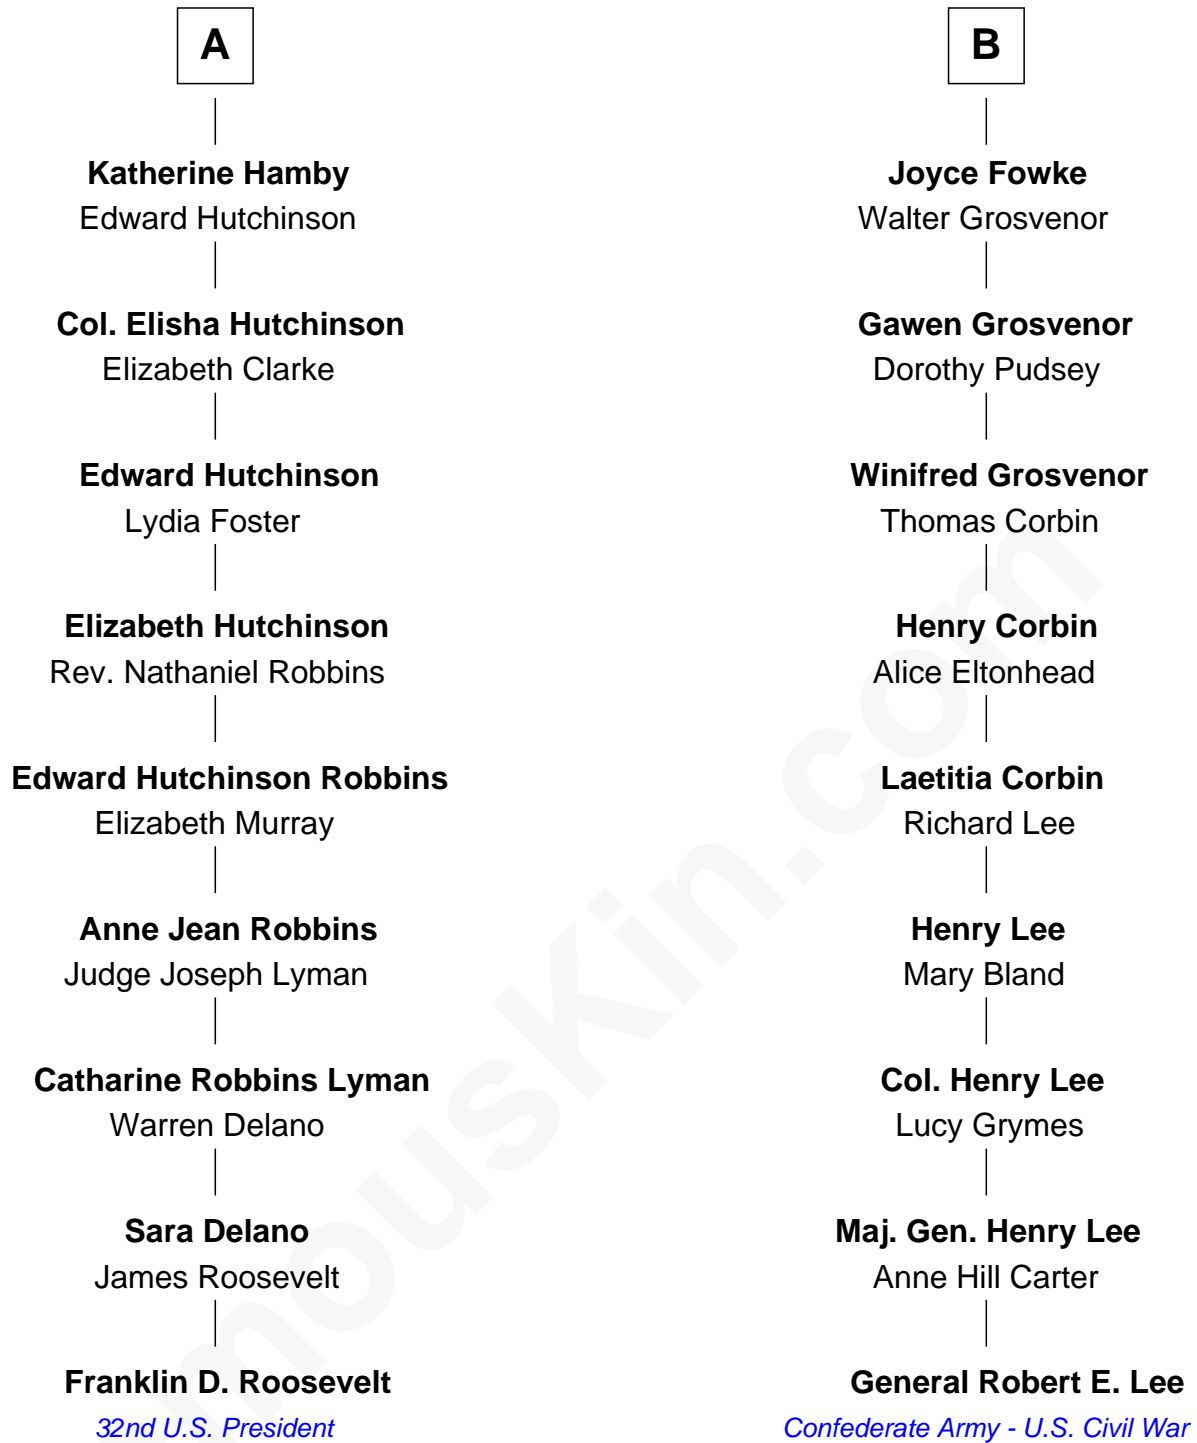 A
Katherine Hamby
Edward Hutchinson
Col. Elisha Hutchinson
Elizabeth Clarke
Edward Hutchinson
Lydia Foster
Elizabeth Hutchinson
Rev. Nathaniel Robbins
Edward Hutchinson Robbins
Elizabeth Murray
Anne Jean Robbins
Judge Joseph Lyman
Catharine Robbins Lyman
Warren Delano
Sara Delano
James Roosevelt
Franklin D. Roosevelt
32nd U.S. President
B
Joyce Fowke
Walter Grosvenor
Gawen Grosvenor
Dorothy Pudsey
Winifred Grosvenor
Thomas Corbin
Henry Corbin
Alice Eltonhead
Laetitia Corbin
Richard Lee
Henry Lee
Mary Bland
Col. Henry Lee
Lucy Grymes
Maj. Gen. Henry Lee
Anne Hill Carter
General Robert E. Lee
Confederate Army - U.S. Civil War
mousKin.com